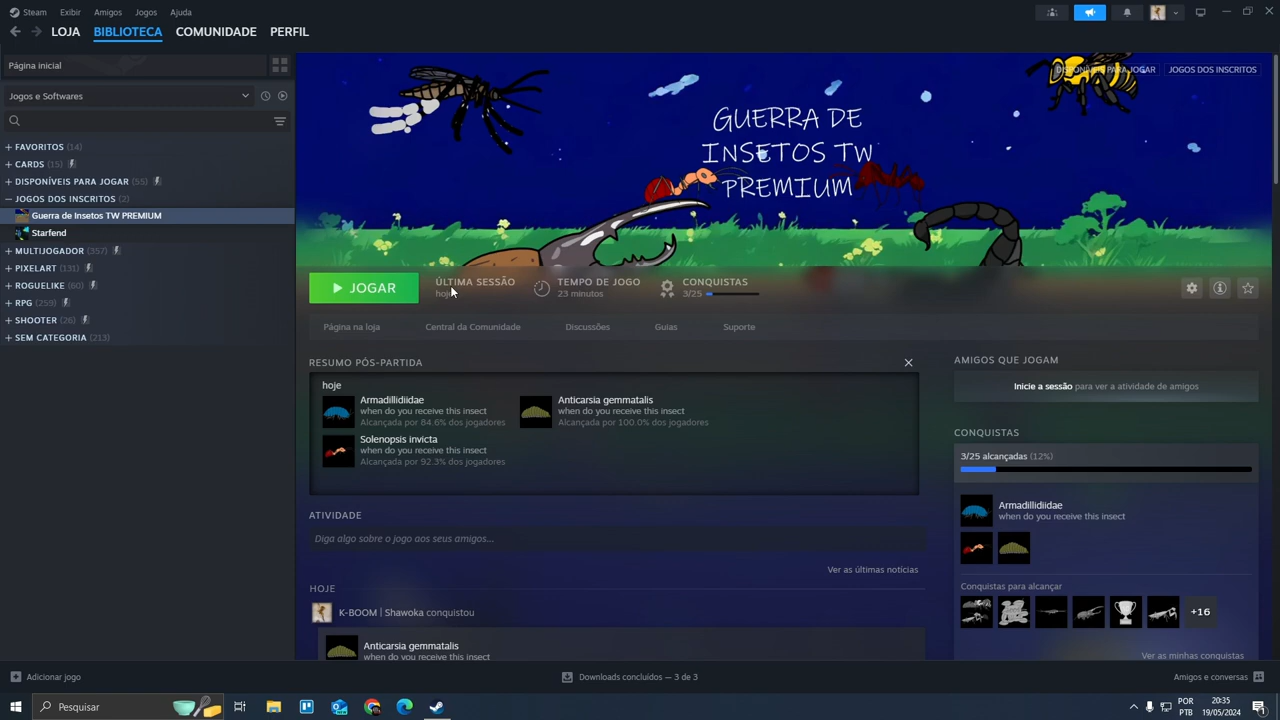 Steam Exibir Amigos Jogos Ajuda
LOJA BIBLIOTECA COMUNIDADE PERFIL
Página inicial
Jogos e Softwares
FAVORITOS (14)
CARDS (15)
DISPONÍVEIS PARA JOGAR (55)
JOGOS DOS INSCRITOS (2)
Guerra de Insetos TW PREMIUM
Starfend
MULTIJOGADOR (357)
PIXELART (131)
ROGUELIKE (60)
RPG (259)
SHOOTER (26)
SEM CATEGORIA (213)
DISPONÍVEIS PARA JOGAR JOGOS DOS INSCRITOS
GUERRA DE
INSETOS TW
PREMIUM
JOGAR
ÚLTIMA SESSÃO
hoje
TEMPO DE JOGO
23 minutos
CONQUISTAS
3/25
Página na loja Central da Comunidade Discussões Guias Suporte
RESUMO PÓS-PARTIDA
hoje
Armadillidiidae
when do you receive this insect
Alcançada por 84.6% dos jogadores
Anticarsia gemmatalis
when do you receive this insect
Alcançada por 100.0% dos jogadores
Solenopsis invicta
when do you receive this insect
Alcançada por 92.3% dos jogadores
ATIVIDADE
Diga algo sobre o jogo aos seus amigos...
Ver as últimas notícias
HOJE
K-BOOM | Shawoka conquistou
Anticarsia gemmatalis
when do you receive this insect
AMIGOS QUE JOGAM
Inicie a sessão para ver a atividade de amigos
CONQUISTAS
3/25 alcançadas (12%)
Armadillidiidae
when do you receive this insect
Conquistas para alcançar
+16
Ver as minhas conquistas
Adicionar jogo
Downloads concluídos — 3 de 3
Amigos e conversas
Pesquisar
POR
PTB
20:35
19/05/2024